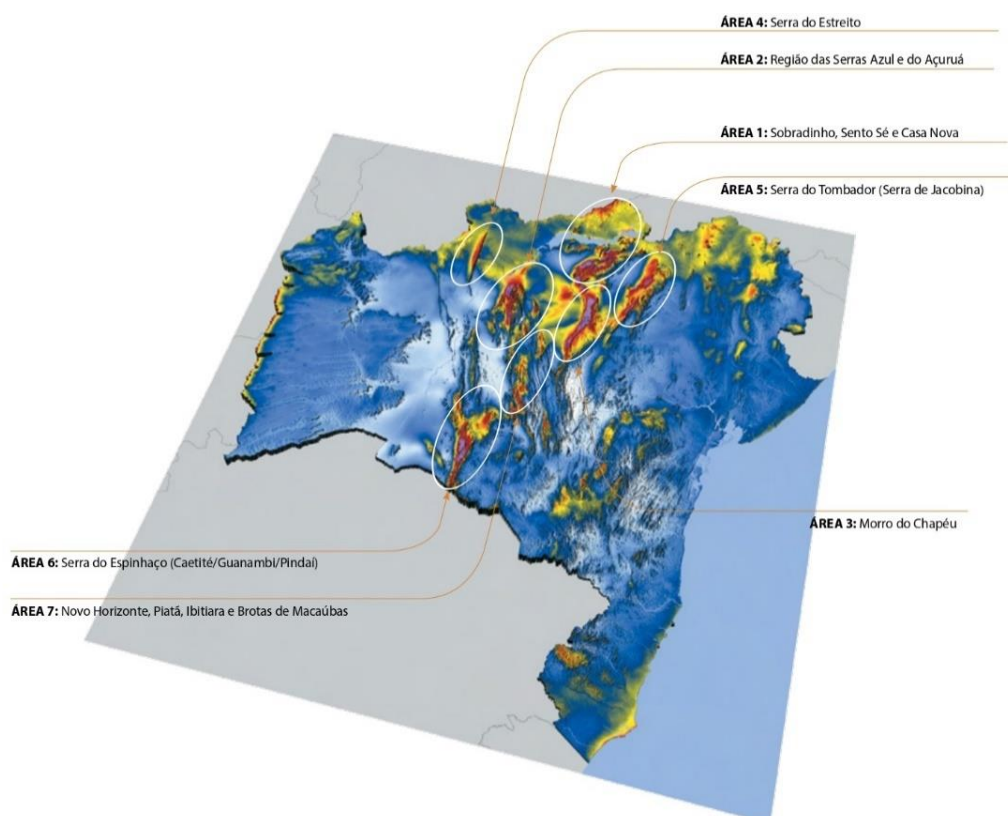 ÁREA 4: Serra do Estreito
ÁREA 2: Região das Serras Azul e do Açuruá
ÁREA 1: Sobradinho, Sento Sé e Casa Nova
ÁREA 5: Serra do Tombador (Serra de Jacobina)
ÁREA 3: Morro do Chapéu
ÁREA 6: Serra do Espinhaço (Caetité/Guanambi/Pindaí)
ÁREA 7: Novo Horizonte, Piatã, Ibitiara e Brotas de Macaúbas